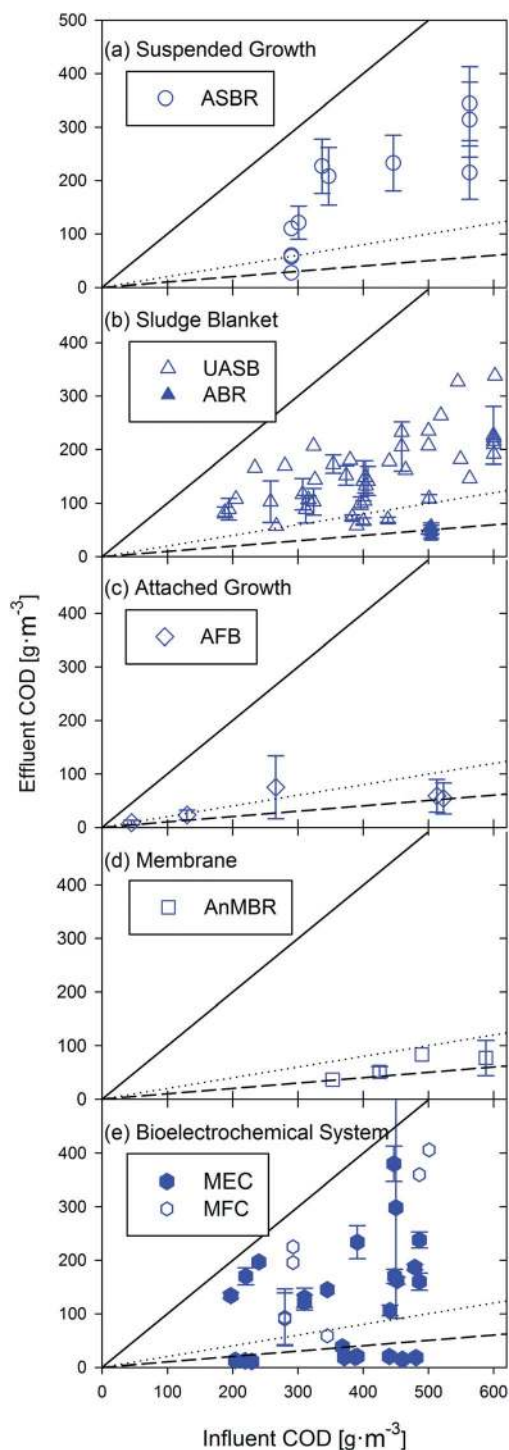 500
(a) Suspended Growth
400
ASBR
300
200
100
0
(b) Sludge Blanket
400
UASB
ABR
300
200
100
0
(c) Attached Growth
400
AFB
300
200
100
0
Effluent COD [g·m⁻³]
(d) Membrane
400
AnMBR
300
200
100
0
(e) Bioelectrochemical System
400
MEC
MFC
300
200
100
0
0 100 200 300 400 500 600
Influent COD [g·m⁻³]